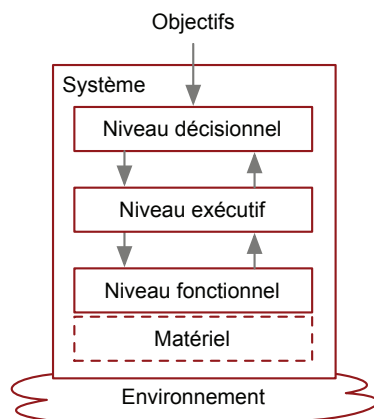 Objectifs
Système
Niveau décisionnel
Niveau exécutif
Niveau fonctionnel
Matériel
Environnement